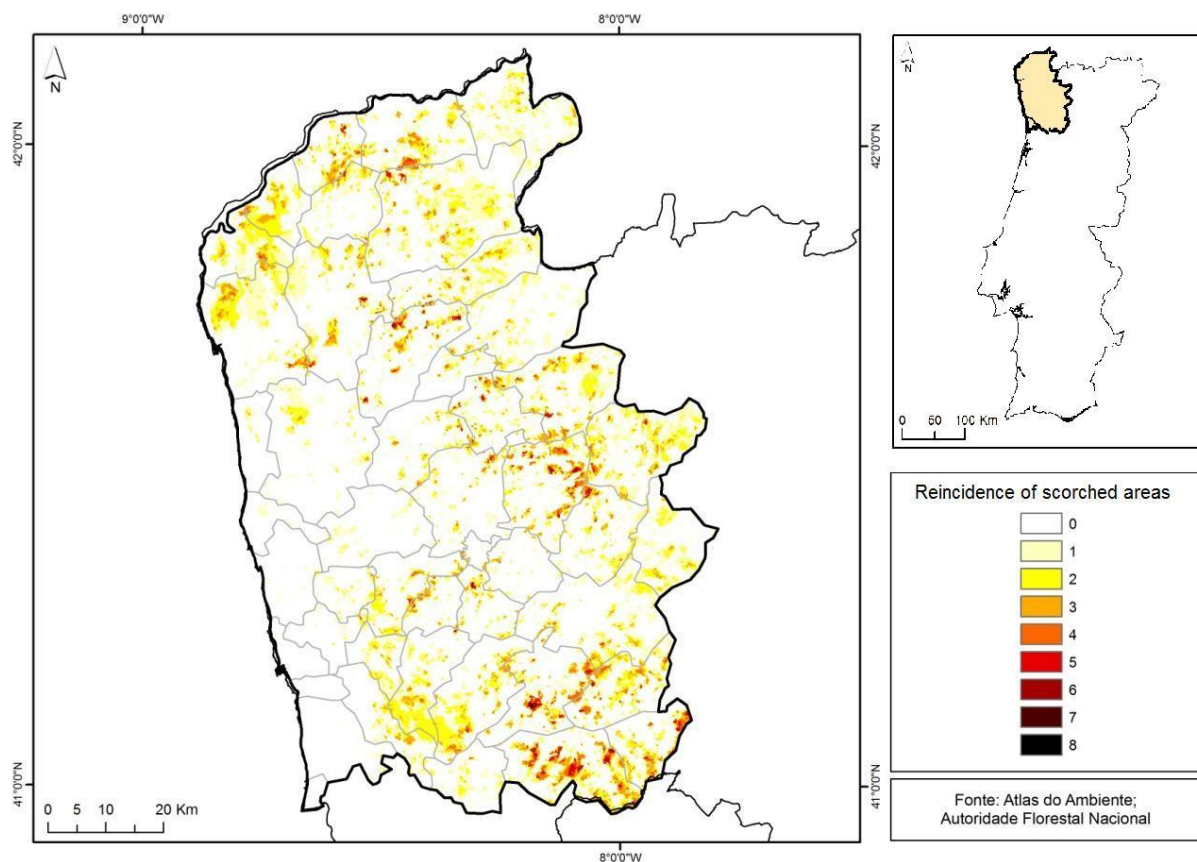 9°0'0"W
8°0'0"W
N
42°0'0"N
42°0'0"N
41°0'0"N
41°0'0"N
0 5 10 20 Km
8°0'0"W
N
0 50 100 Km
Reincidence of scorched areas
0
1
2
3
4
5
6
7
8
Fonte: Atlas do Ambiente;
Autoridade Florestal Nacional